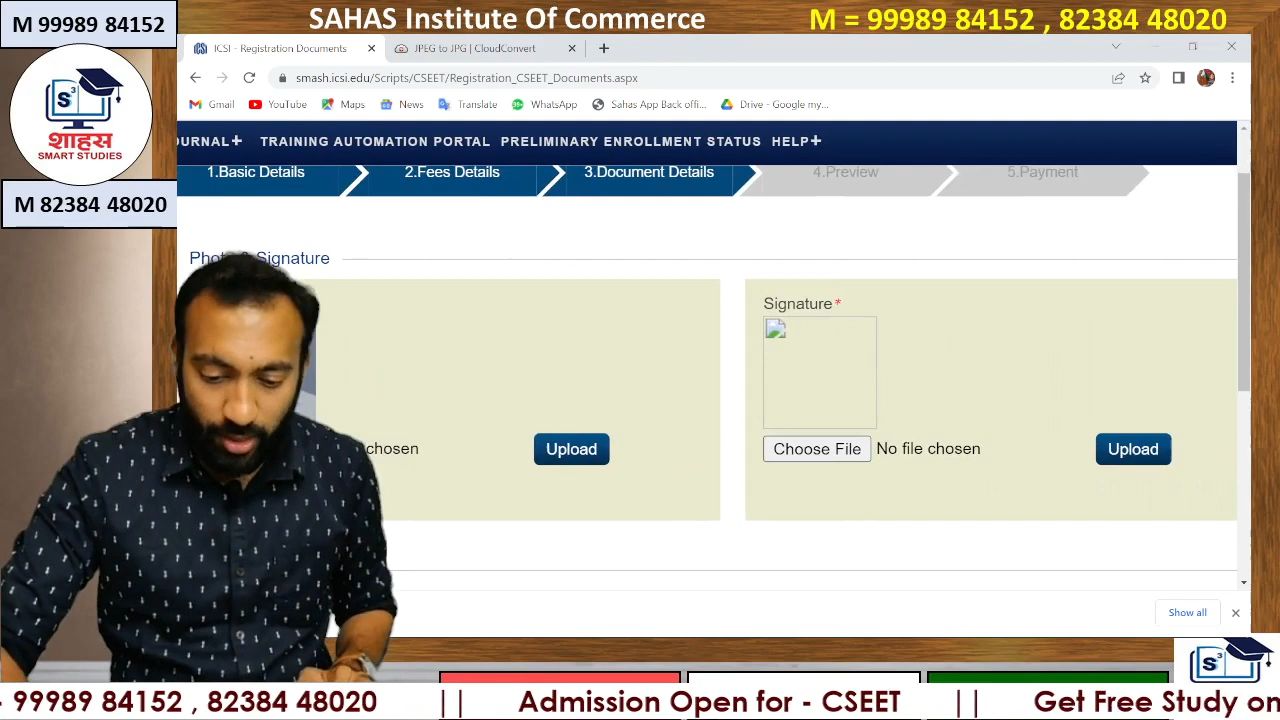 M 99989 84152
SAHAS Institute Of Commerce
M = 99989 84152 , 82384 48020
S³
शाहस
SMART STUDIES
M 82384 48020
ICSI - Registration Documents
JPEG to JPG | CloudConvert
smash.icsi.edu/Scripts/CSEET/Registration_CSEET_Documents.aspx
Gmail
YouTube
Maps
News
Translate
WhatsApp
Sahas App Back offi...
Drive - Google my...
OURNAL+
TRAINING AUTOMATION PORTAL
PRELIMINARY ENROLLMENT STATUS
HELP+
1.Basic Details
2.Fees Details
3.Document Details
4.Preview
5.Payment
Signature
Signature*
chosen
Upload
Choose File
No file chosen
Upload
Show all
S³
99989 84152 , 82384 48020 || Admission Open for - CSEET || Get Free Study on